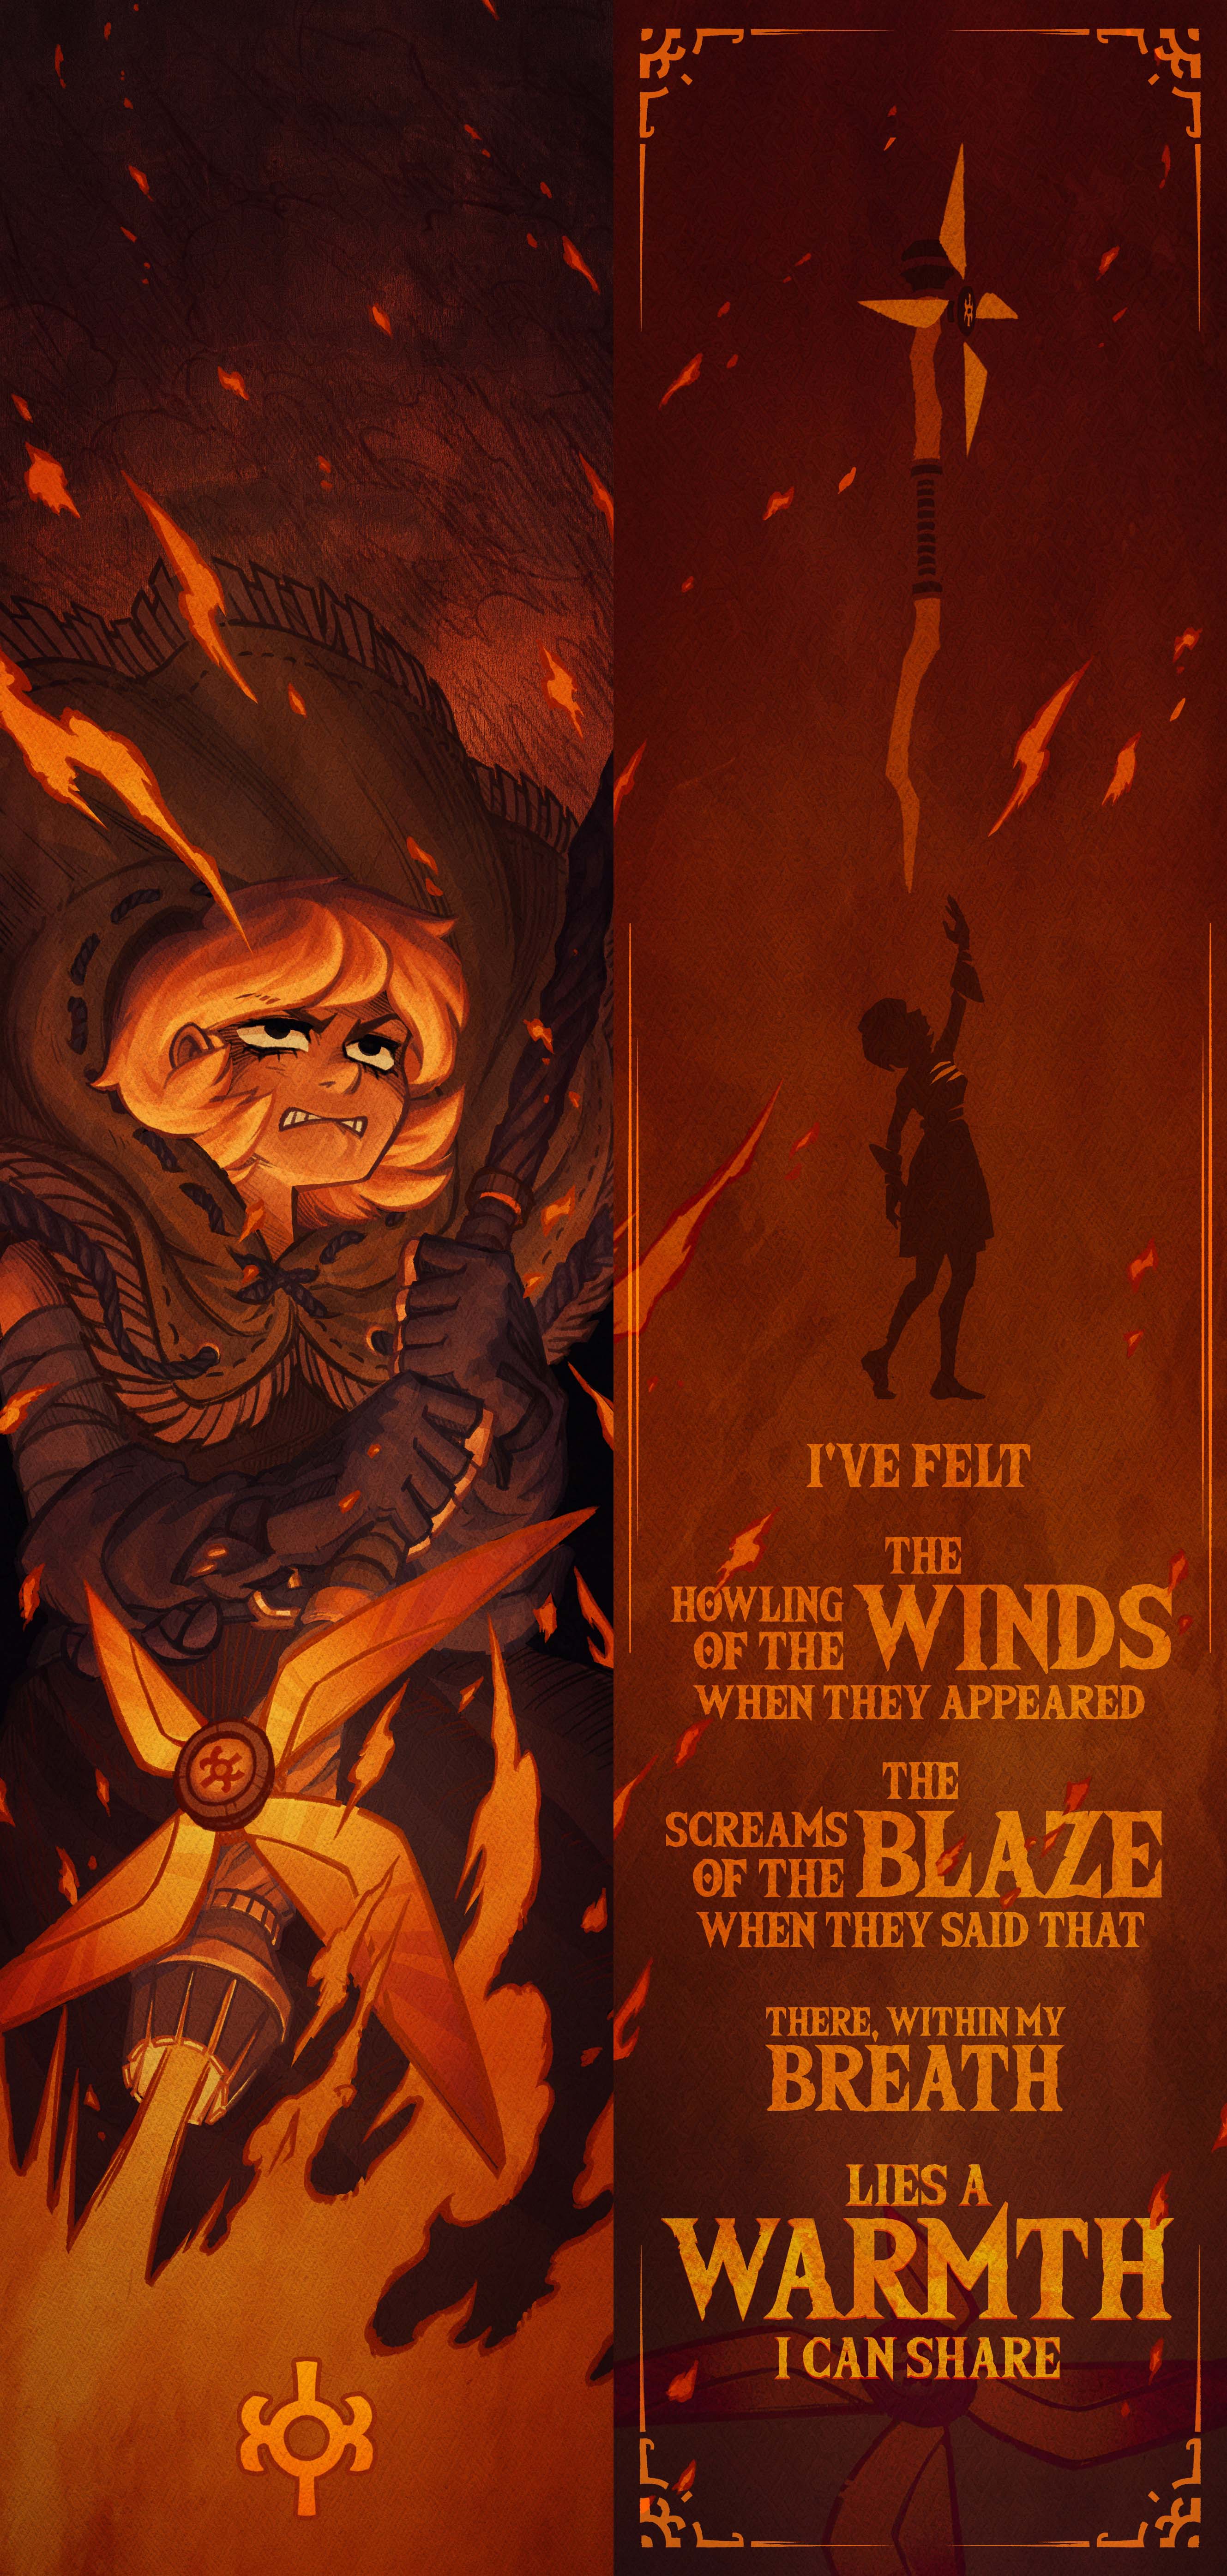 I'VE FELT
THE
HOWLING
OF THE WINDS
WHEN THEY APPEARED
THE
SCREAMS
OF THE BLAZE
WHEN THEY SAID THAT
THERE, WITHIN MY
BREATH
LIES A
WARMTH
I CAN SHARE